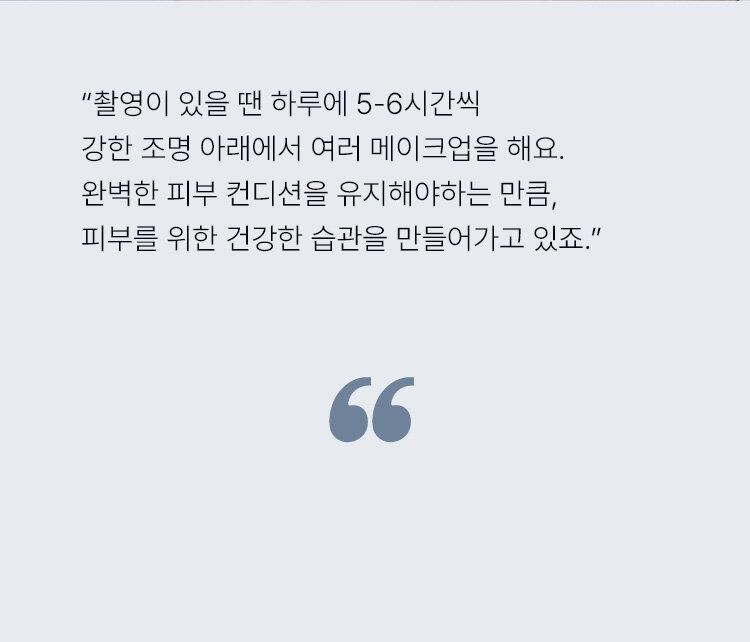 “촬영이 있을 땐 하루에 5-6시간씩
강한 조명 아래에서 여러 메이크업을 해요.
완벽한 피부 컨디션을 유지해야하는 만큼,
피부를 위한 건강한 습관을 만들어가고 있죠.”
“